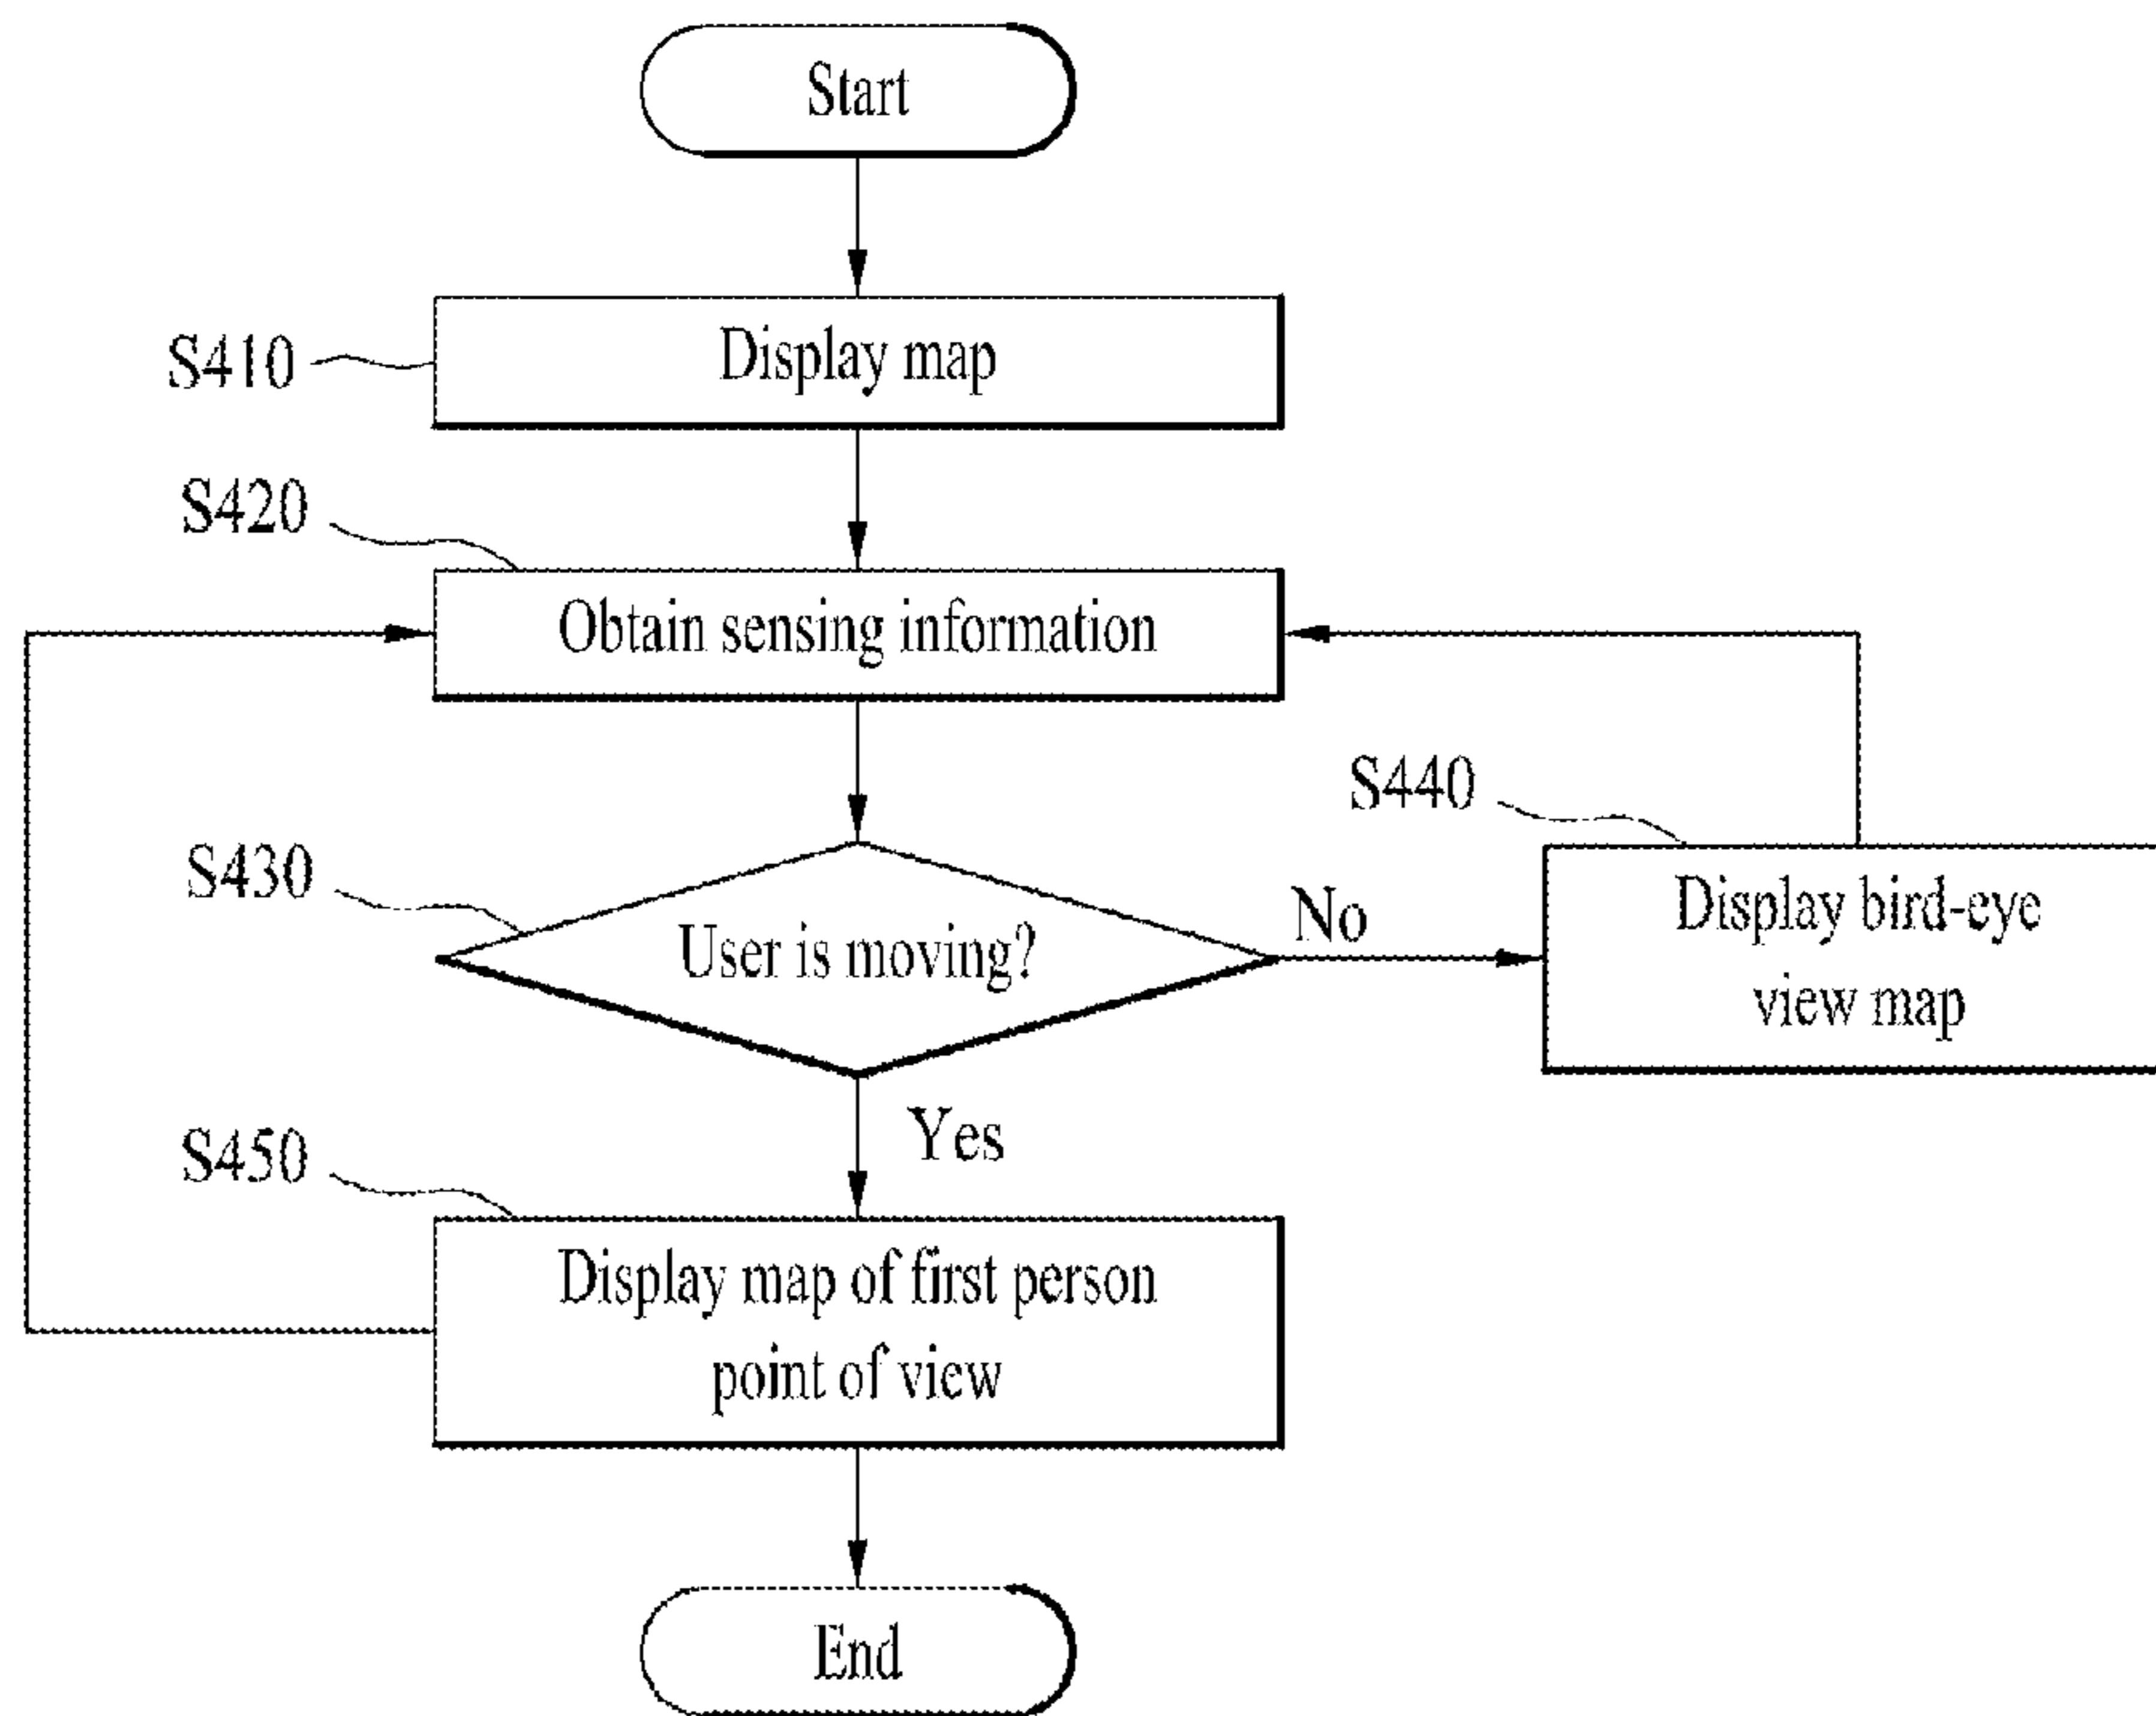 Start
S410
Display map
S420
Obtain sensing information
S430
User is moving?
No
S440
Display bird-eye
view map
Yes
S450
Display map of first person
point of view
End